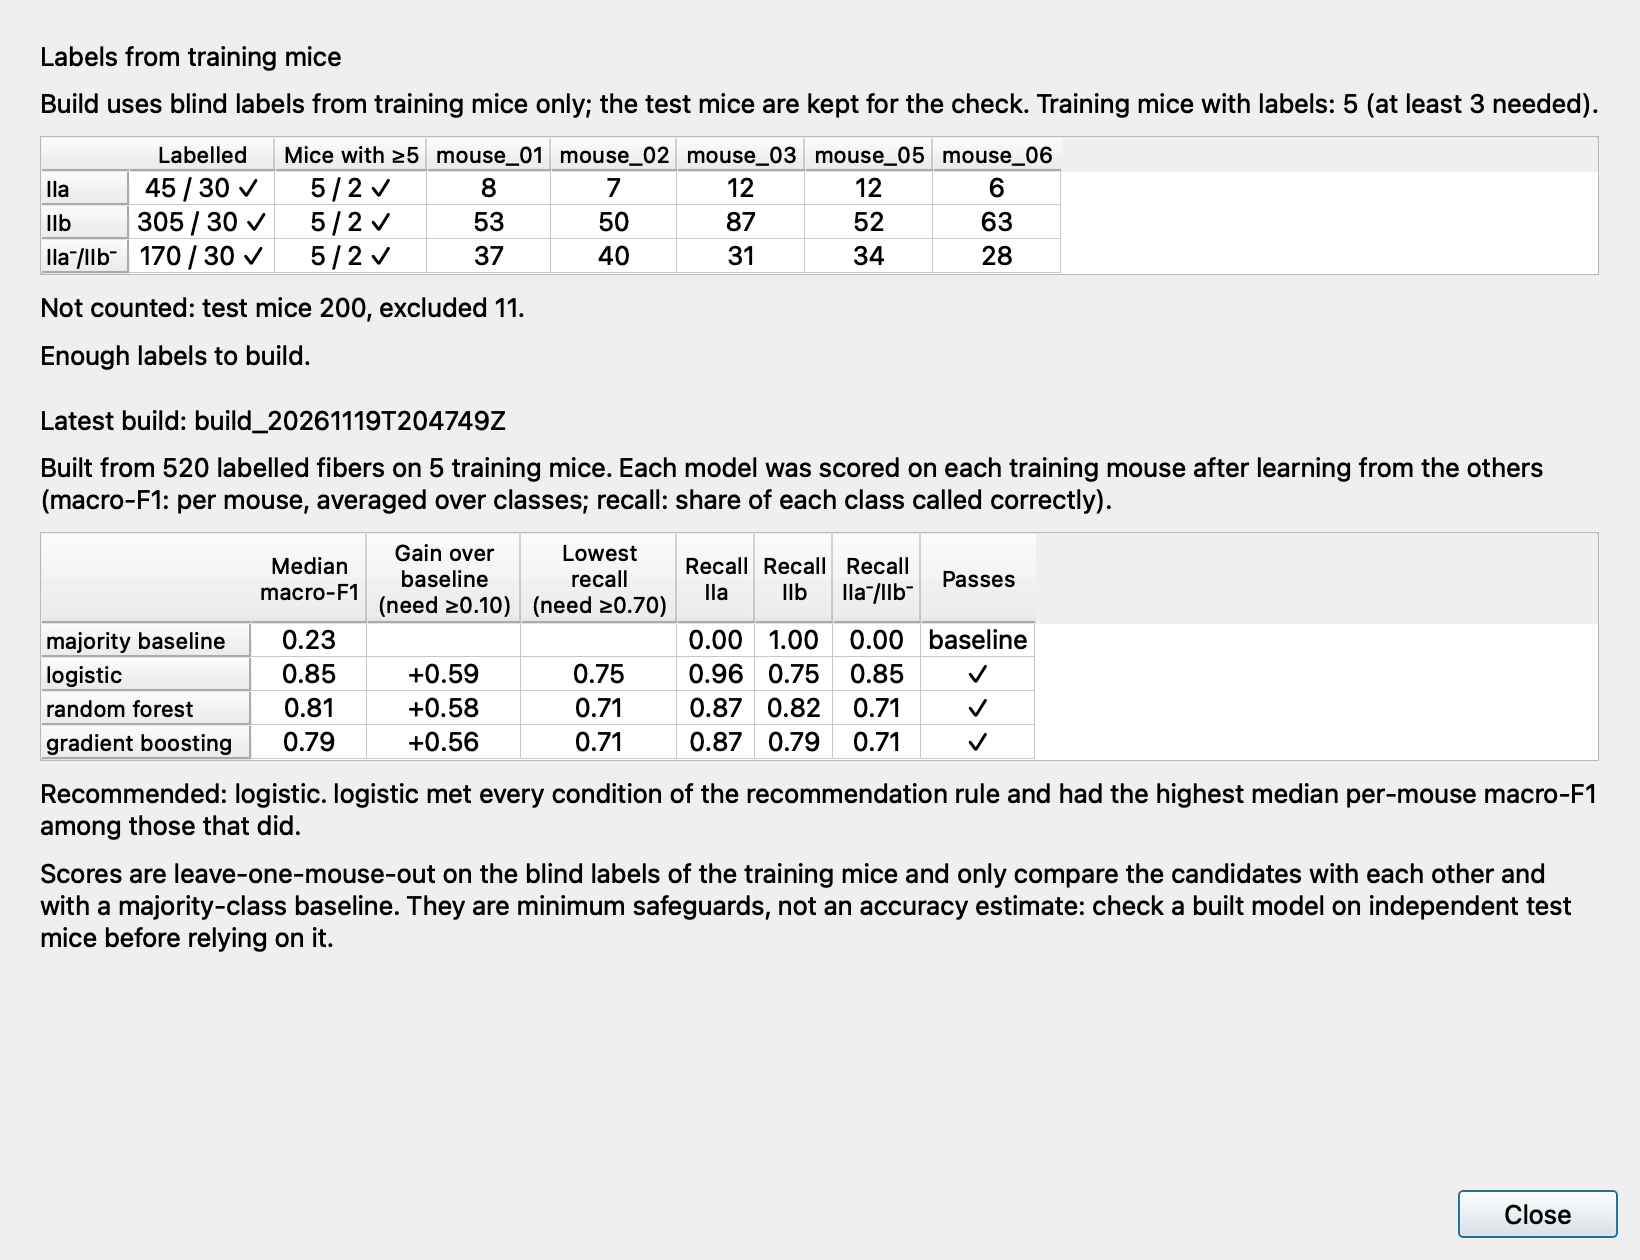 Labels from training mice
Build uses blind labels from training mice only; the test mice are kept for the check. Training mice with labels: 5 (at least 3 needed).
Labelled Mice with ≥5 mouse_01 mouse_02 mouse_03 mouse_05 mouse_06
IIa 45 / 30 ✓ 5 / 2 ✓ 8 7 12 12 6
IIb 305 / 30 ✓ 5 / 2 ✓ 53 50 87 52 63
IIa⁻/IIb⁻ 170 / 30 ✓ 5 / 2 ✓ 37 40 31 34 28
Not counted: test mice 200, excluded 11.
Enough labels to build.
Latest build: build_20261119T204749Z
Built from 520 labelled fibers on 5 training mice. Each model was scored on each training mouse after learning from the others
(macro-F1: per mouse, averaged over classes; recall: share of each class called correctly).
Median macro-F1 Gain over baseline (need ≥0.10) Lowest recall (need ≥0.70) Recall IIa Recall IIb Recall IIa⁻/IIb⁻ Passes
majority baseline 0.23 0.00 1.00 0.00 baseline
logistic 0.85 +0.59 0.75 0.96 0.75 0.85 ✓
random forest 0.81 +0.58 0.71 0.87 0.82 0.71 ✓
gradient boosting 0.79 +0.56 0.71 0.87 0.79 0.71 ✓
Recommended: logistic. logistic met every condition of the recommendation rule and had the highest median per-mouse macro-F1
among those that did.
Scores are leave-one-mouse-out on the blind labels of the training mice and only compare the candidates with each other and
with a majority-class baseline. They are minimum safeguards, not an accuracy estimate: check a built model on independent test
mice before relying on it.
Close